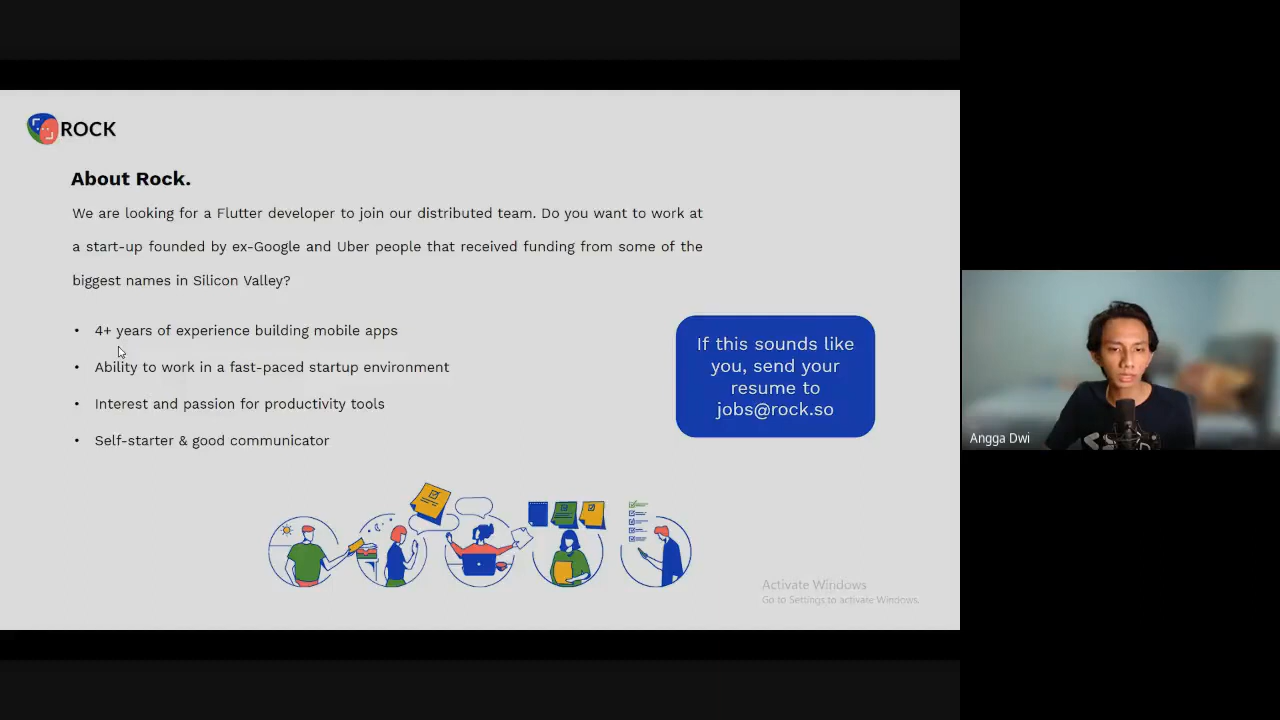 ROCK
About Rock.
We are looking for a Flutter developer to join our distributed team. Do you want to work at
a start-up founded by ex-Google and Uber people that received funding from some of the
biggest names in Silicon Valley?
• 4+ years of experience building mobile apps
• Ability to work in a fast-paced startup environment
• Interest and passion for productivity tools
• Self-starter & good communicator
If this sounds like
you, send your
resume to
jobs@rock.so
Activate Windows
Go to Settings to activate Windows.
Angga Dwi